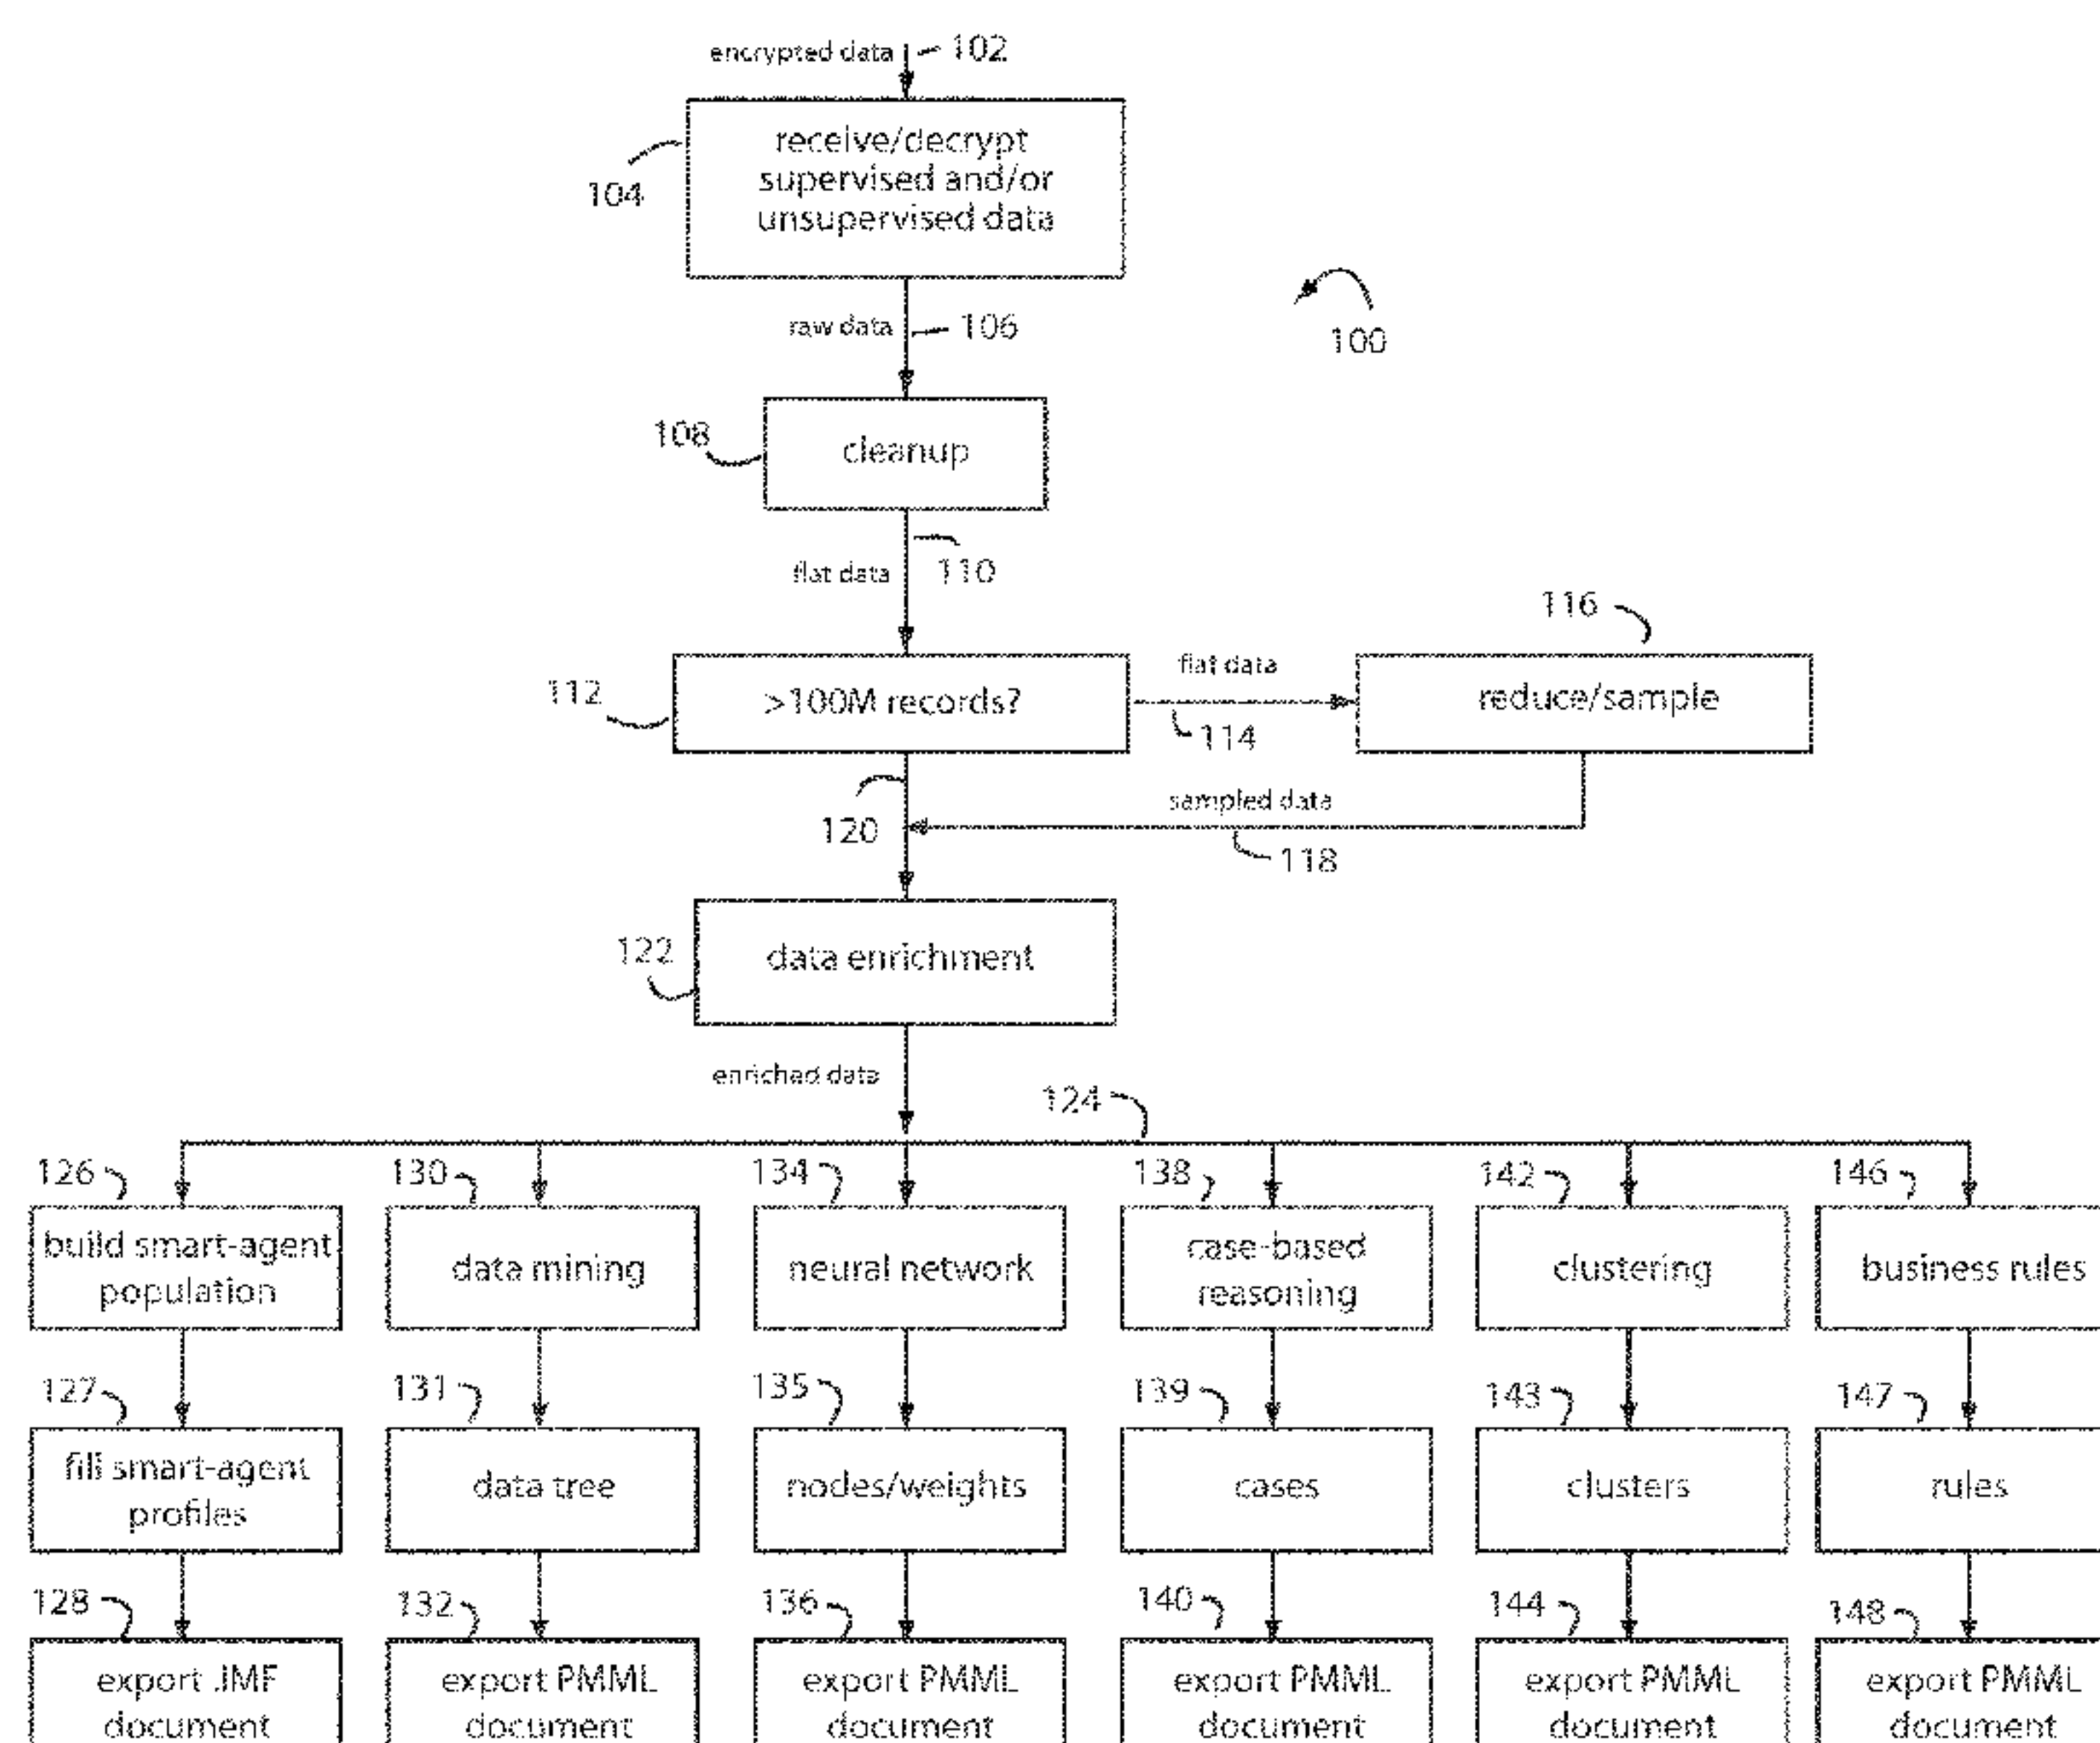 encrypted data 102
receive/decrypt
supervised and/or
unsupervised data
104
raw data 106
100
108
cleanup
flat data 110
116
112
>100M records?
flat data
114
reduce/sample
120
sampled data
118
122
data enrichment
enriched data
124
126 130 134 138 142 146
build smart-agent
population
data mining
neural network
case-based
reasoning
clustering
business rules
127 131 135 139 143 147
fill smart-agent
profiles
data tree
nodes/weights
cases
clusters
rules
128 132 136 140 144 148
export .IMF
document
export PMML
document
export PMML
document
export PMML
document
export PMML
document
export PMML
document